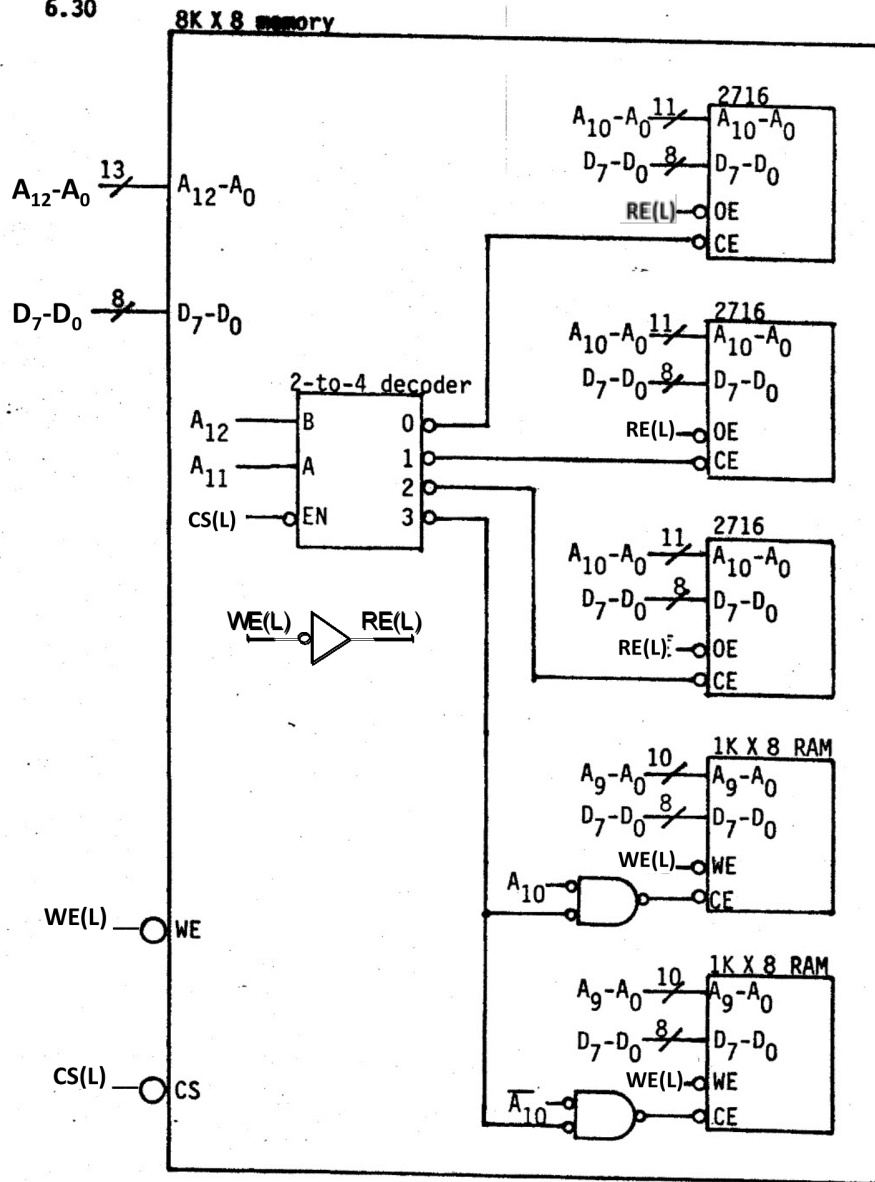 6.30
8K X 8 memory
A₁₂-A₀ 13 A₁₂-A₀
D₇-D₀ 8 D₇-D₀
2716
A₁₀-A₀ 11 A₁₀-A₀
D₇-D₀ 8 D₇-D₀
RE(L) OE
CE
2716
A₁₀-A₀ 11 A₁₀-A₀
D₇-D₀ 8 D₇-D₀
RE(L) OE
CE
2-to-4 decoder
A₁₂ B 0
A₁₁ A 1
2
CS(L) EN 3
2716
A₁₀-A₀ 11 A₁₀-A₀
D₇-D₀ 8 D₇-D₀
RE(L) OE
CE
WE(L) RE(L)
1K X 8 RAM
A₉-A₀ 10 A₉-A₀
D₇-D₀ 8 D₇-D₀
WE(L) WE
A₁₀ CE
WE(L) WE
1K X 8 RAM
A₉-A₀ 10 A₉-A₀
D₇-D₀ 8 D₇-D₀
WE(L) WE
A̅₁₀ CE
CS(L) CS